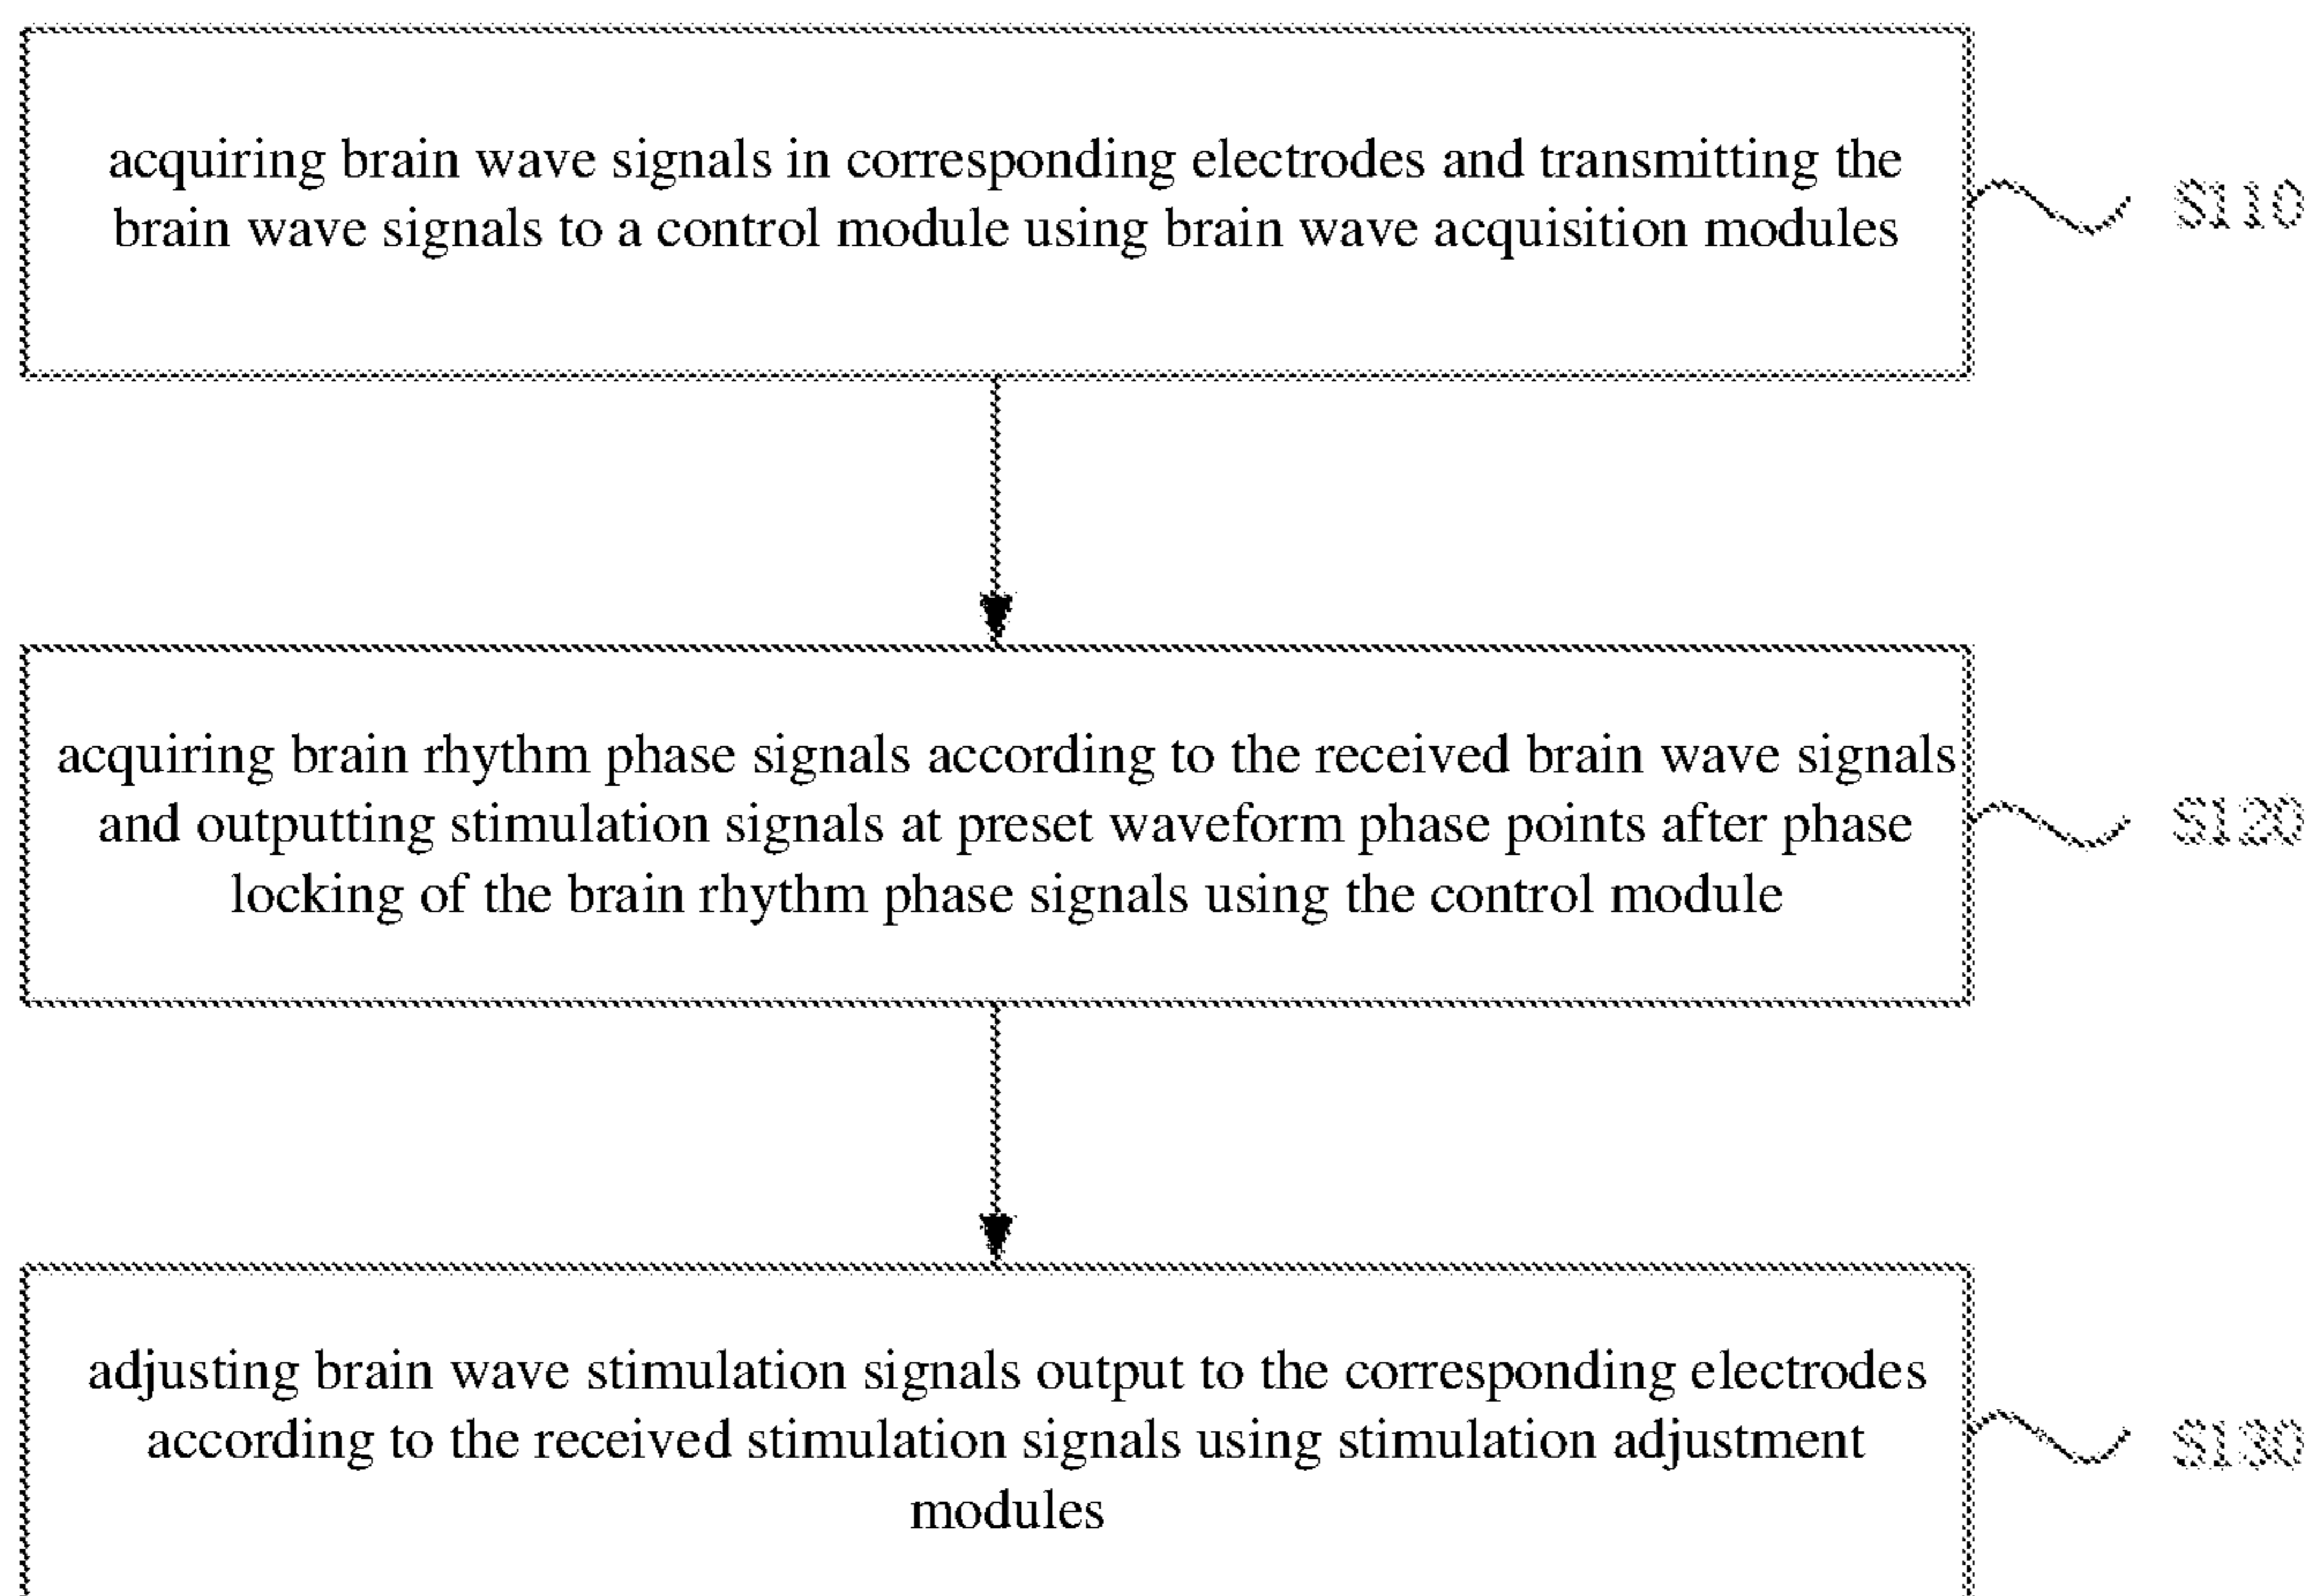 acquiring brain wave signals in corresponding electrodes and transmitting the
brain wave signals to a control module using brain wave acquisition modules
S110
acquiring brain rhythm phase signals according to the received brain wave signals
and outputting stimulation signals at preset waveform phase points after phase
locking of the brain rhythm phase signals using the control module
S120
adjusting brain wave stimulation signals output to the corresponding electrodes
according to the received stimulation signals using stimulation adjustment
modules
S130